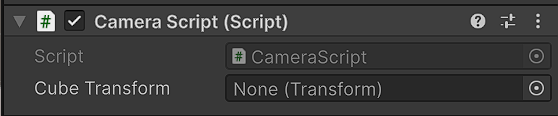 Camera Script (Script)
Script CameraScript
Cube Transform None (Transform)